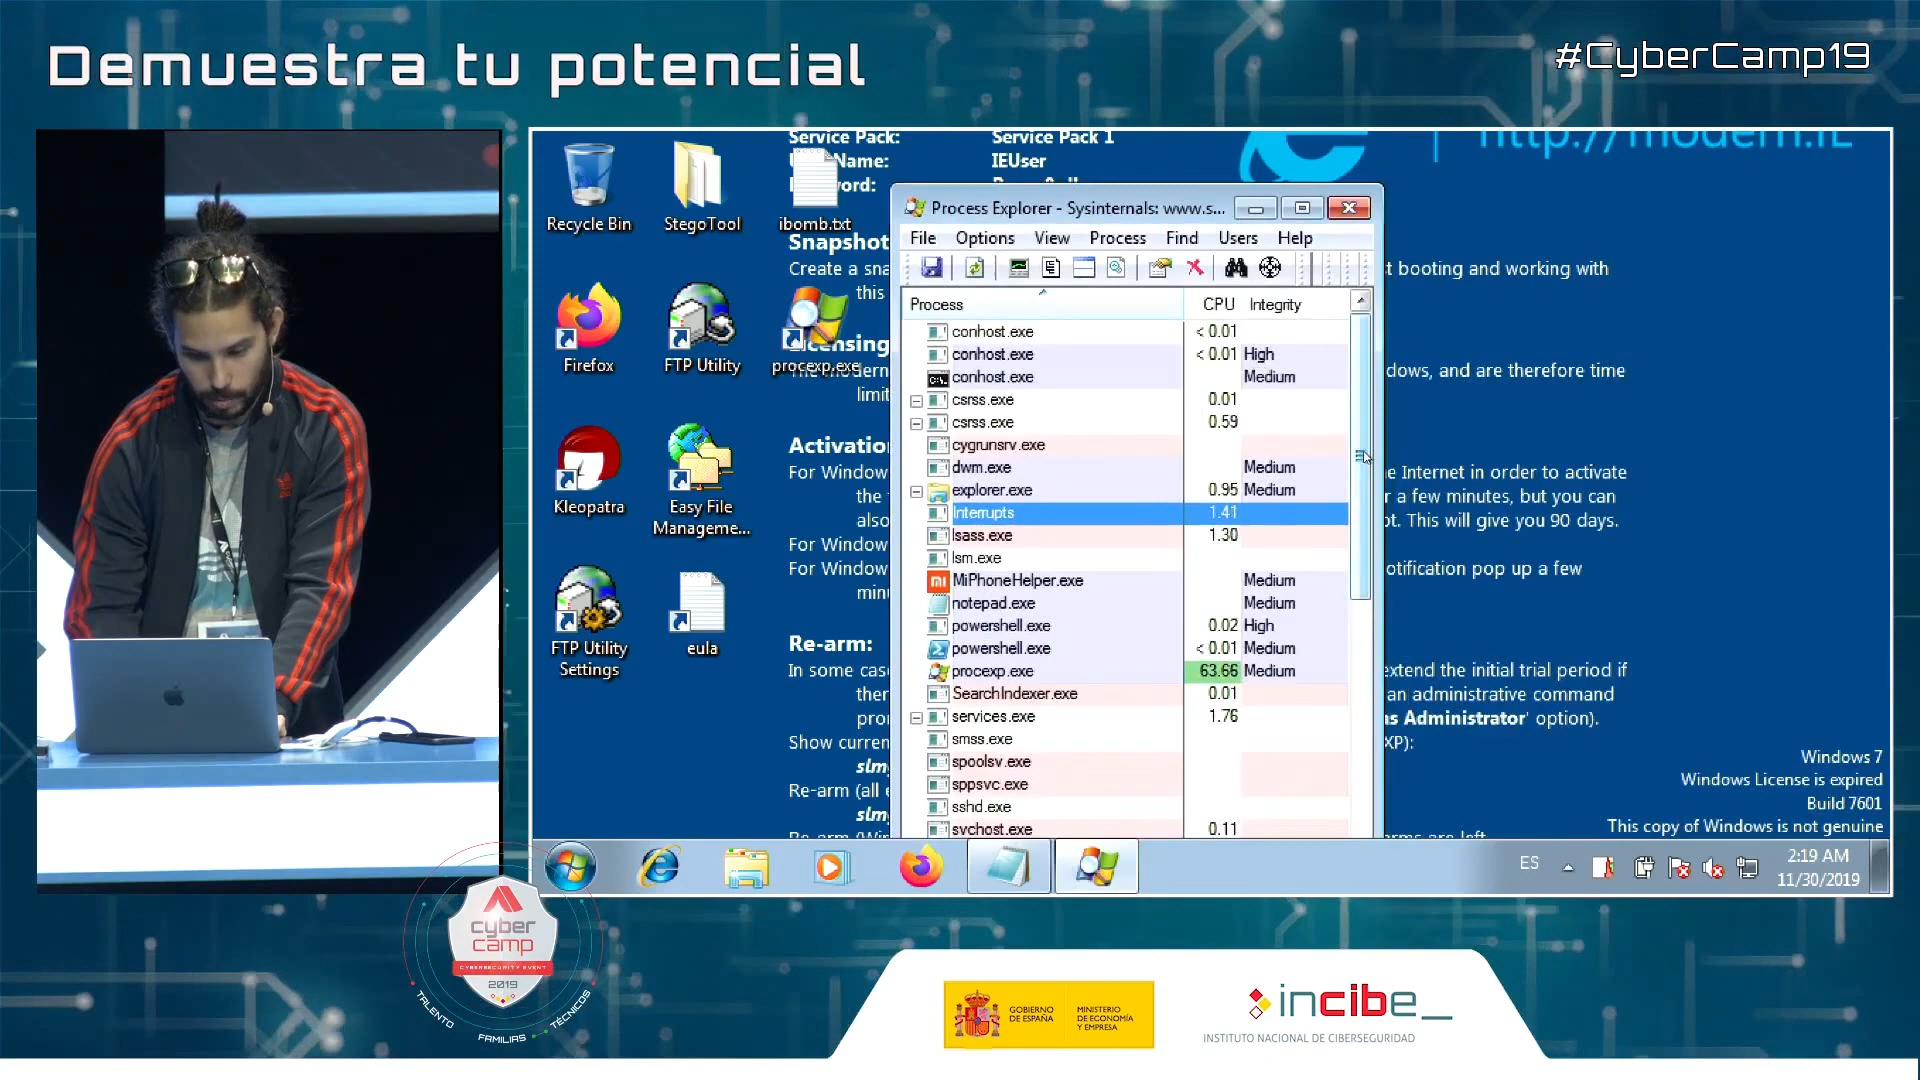 Demuestra tu potencial
#CyberCamp19
Service Pack:
Service Pack 1
Name:
IEUser
http://modern.IE
Recycle Bin
StegoTool
ibomb.txt
Snapshot
Create a sna
t booting and working with
this
Firefox
FTP Utility
procexp.exe
dows, and are therefore time
limit
Activatio
For Window
e Internet in order to activate
the
r a few minutes, but you can
also
ot. This will give you 90 days.
For Window
For Window
otification pop up a few
minu
Kleopatra
Easy File
Manageme...
FTP Utility
Settings
eula
Re-arm:
In some case
extend the initial trial period if
ther
an administrative command
pro
as Administrator' option).
Show curren
XP):
slm
Re-arm (all e
slm
Process Explorer - Sysinternals: www.s...
File Options View Process Find Users Help
Process CPU Integrity
conhost.exe < 0.01
conhost.exe < 0.01 High
conhost.exe Medium
csrss.exe 0.01
csrss.exe 0.59
cygrunsrv.exe
dwm.exe Medium
explorer.exe 0.95 Medium
Interrupts 1.41
lsass.exe 1.30
lsm.exe
MiPhoneHelper.exe Medium
notepad.exe Medium
powershell.exe 0.02 High
powershell.exe < 0.01 Medium
procexp.exe 63.66 Medium
SearchIndexer.exe 0.01
services.exe 1.76
smss.exe
spoolsv.exe
sppsvc.exe
sshd.exe
svchost.exe 0.11
Windows 7
Windows License is expired
Build 7601
This copy of Windows is not genuine
ES
2:19 AM
11/30/2019
cyber
camp
CYBERSECURITY EVENT
2019
TALENTO
FAMILIAS
TÉCNICOS
GOBIERNO
DE ESPAÑA
MINISTERIO
DE ECONOMÍA
Y EMPRESA
incibe_
INSTITUTO NACIONAL DE CIBERSEGURIDAD